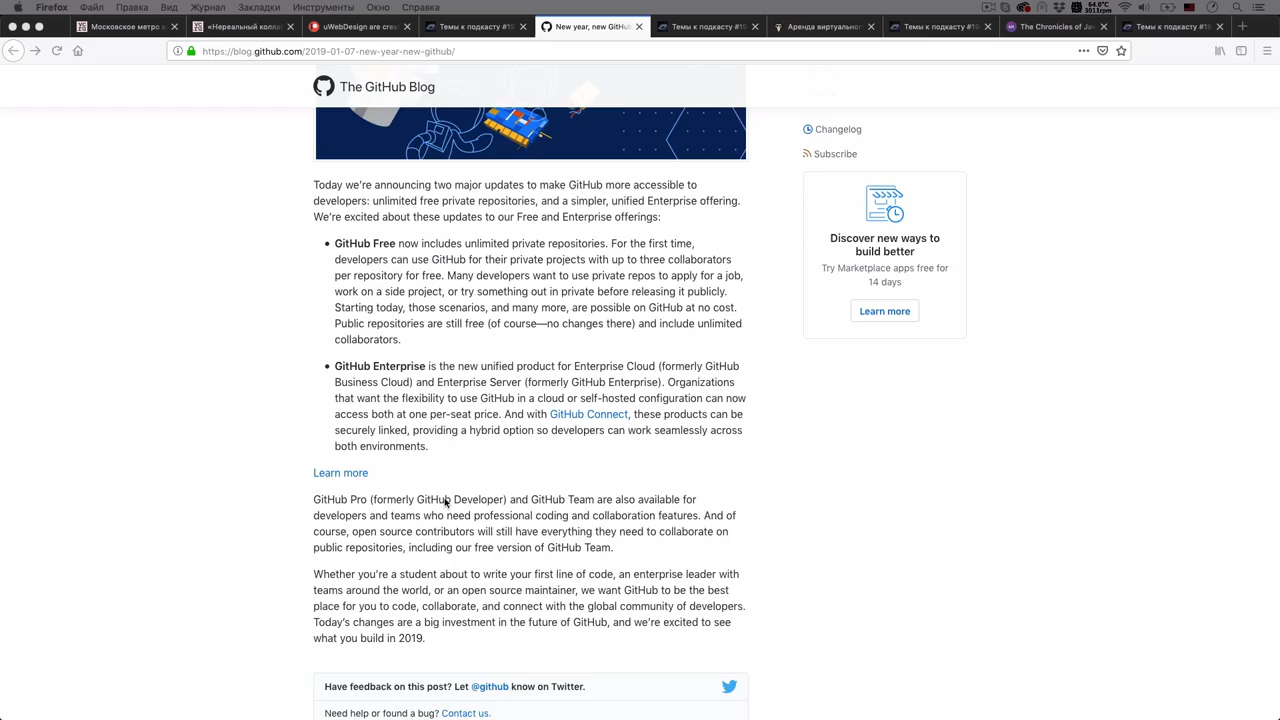 Firefox Файл Правка Вид Журнал Закладки Инструменты Окно Справка
64.0°C
Московское метро
«Нереальный колла
uWebDesign are creat
Темы к подкасту #19
New year, new GitHub
Темы к подкасту #19
Аренда виртуальног
Темы к подкасту #19
The Chronicles of Ja
Темы к подкасту #19
https://blog.github.com/2019-01-07-new-year-new-github/
The GitHub Blog
Changelog
Subscribe
Discover new ways to
build better
Try Marketplace apps free for
14 days
Learn more
Today we're announcing two major updates to make GitHub more accessible to
developers: unlimited free private repositories, and a simpler, unified Enterprise offering.
We're excited about these updates to our Free and Enterprise offerings:
• GitHub Free now includes unlimited private repositories. For the first time,
developers can use GitHub for their private projects with up to three collaborators
per repository for free. Many developers want to use private repos to apply for a job,
work on a side project, or try something out in private before releasing it publicly.
Starting today, those scenarios, and many more, are possible on GitHub at no cost.
Public repositories are still free (of course—no changes there) and include unlimited
collaborators.
• GitHub Enterprise is the new unified product for Enterprise Cloud (formerly GitHub
Business Cloud) and Enterprise Server (formerly GitHub Enterprise). Organizations
that want the flexibility to use GitHub in a cloud or self-hosted configuration can now
access both at one per-seat price. And with GitHub Connect, these products can be
securely linked, providing a hybrid option so developers can work seamlessly across
both environments.
Learn more
GitHub Pro (formerly GitHub Developer) and GitHub Team are also available for
developers and teams who need professional coding and collaboration features. And of
course, open source contributors will still have everything they need to collaborate on
public repositories, including our free version of GitHub Team.
Whether you're a student about to write your first line of code, an enterprise leader with
teams around the world, or an open source maintainer, we want GitHub to be the best
place for you to code, collaborate, and connect with the global community of developers.
Today's changes are a big investment in the future of GitHub, and we're excited to see
what you build in 2019.
Have feedback on this post? Let @github know on Twitter.
Need help or found a bug? Contact us.